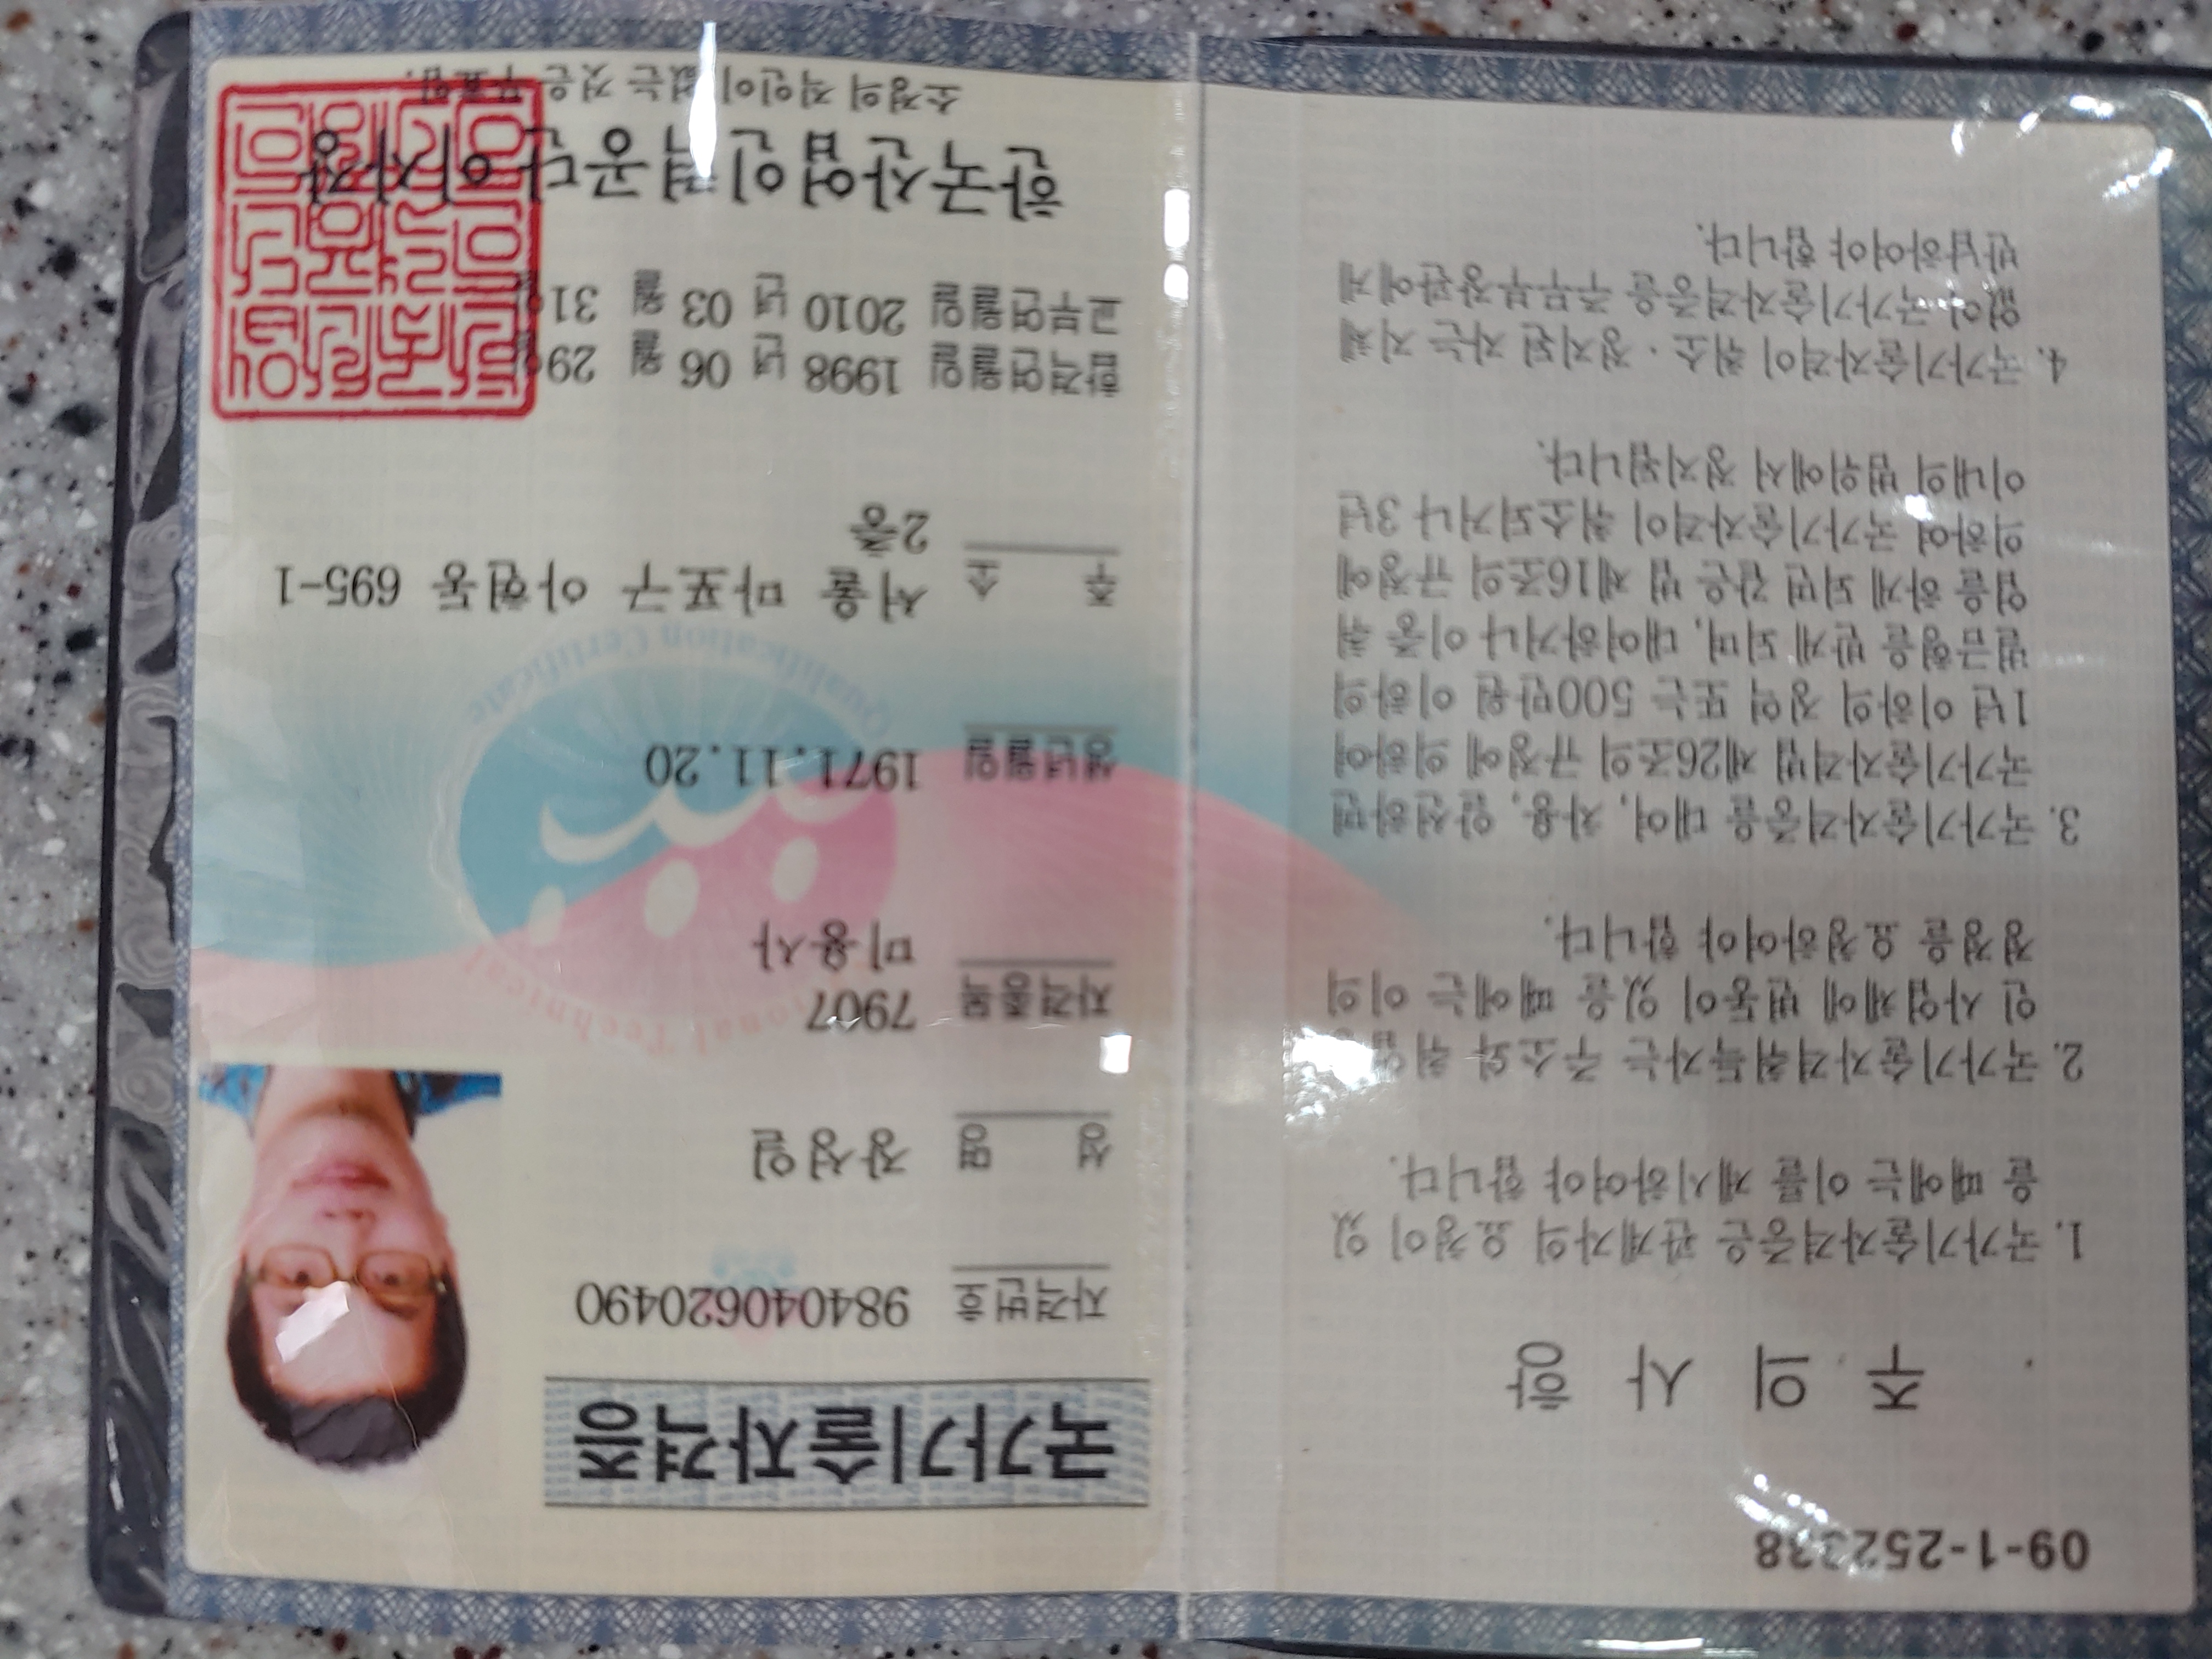 09-1-252338
주 의 사 항
1. 국가기술자격증은 관계자의 요청이 있
을 때에는 이를 제시하여야 합니다.
2. 국가기술자격취득자는 주소와 취업
인 사업체에 변동이 있을 때에는 이의
정정을 요청하여야 합니다.
3. 국가기술자격증을 대여, 차용, 알선하면
국가기술자격법 제26조의 규정에 의하여
1년 이하의 징역 또는 500만원 이하의
벌금형을 받게 되며, 대여하거나 이중 취
업을 하게 되면 같은 법 제16조의 규정에
의하여 국가기술자격이 취소되거나 3년
이내의 범위에서 정지됩니다.
4. 국가기술자격이 취소·정지된 자는 지체
없이 국가기술자격증을 주무부장관에게
반납하여야 합니다.
국가기술자격증
자격번호 98404062049O
성 명 장성일
자격종목 7907
미용사
생년월일 1971.11.20
주 소 서울 마포구 아현동 695-1
2층
합격연월일 1998 년 06 월 29일
교부연월일 2010 년 03 월 31일
한국산업인력공단이사장
소정의 직인이 없는 것은 무효임.
Qualification Certificate
National Technical